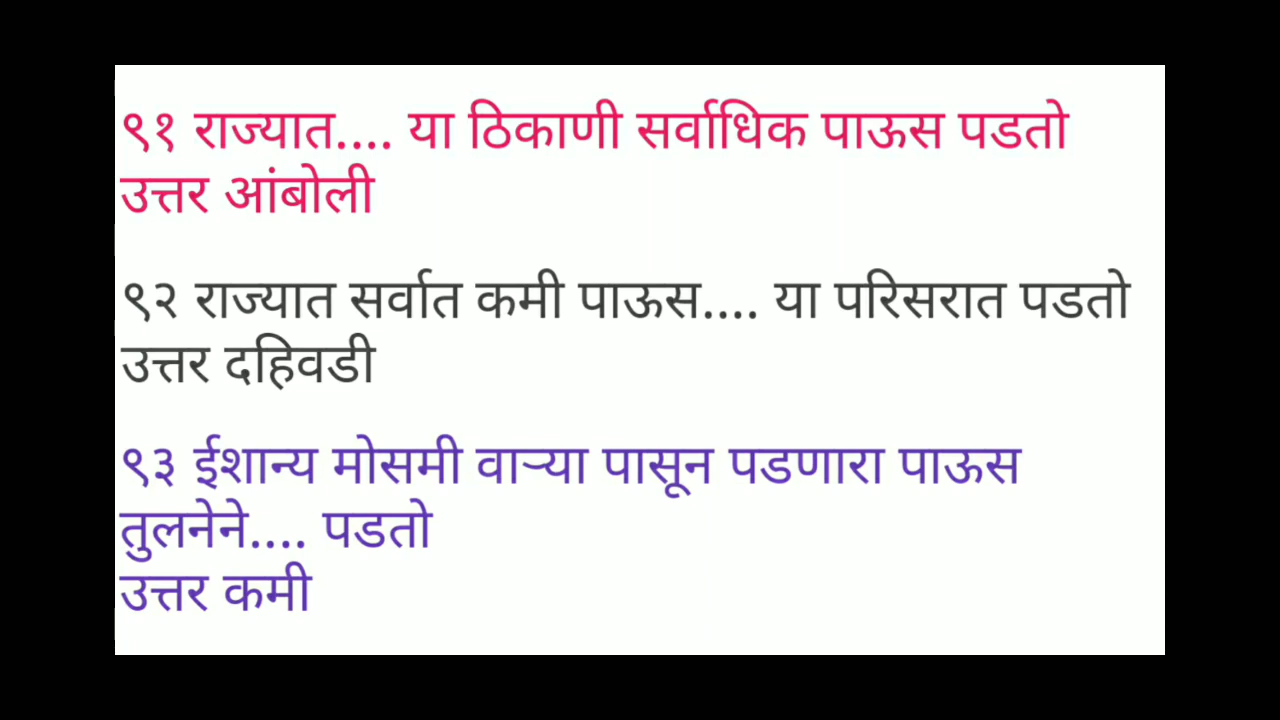 ९१ राज्यात.... या ठिकाणी सर्वाधिक पाऊस पडतो
उत्तर आंबोली
९२ राज्यात सर्वात कमी पाऊस.... या परिसरात पडतो
उत्तर दहिवडी
९३ ईशान्य मोसमी वाऱ्या पासून पडणारा पाऊस
तुलनेने.... पडतो
उत्तर कमी